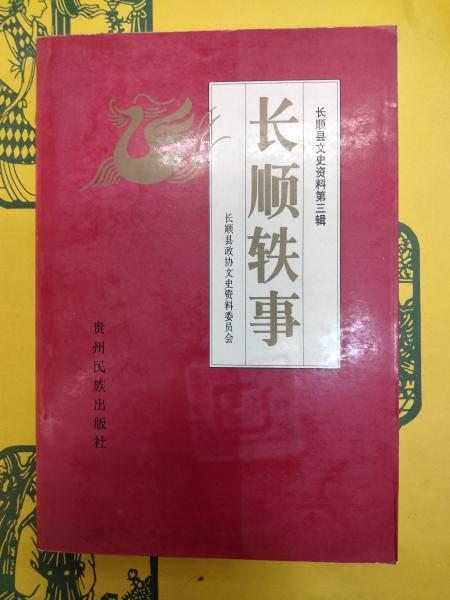 长顺县文史资料第三辑
长顺轶事
长顺县政协文史资料委员会
贵州民族出版社